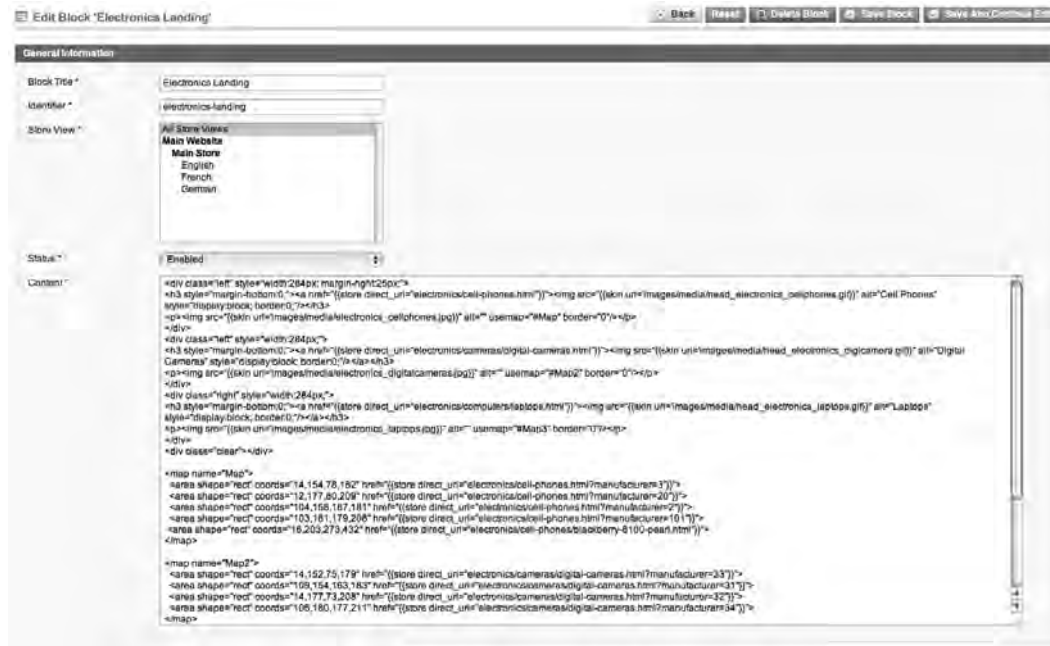 Edit Block 'Electronics Landing'
Back Reset Delete Block Save Block Save And Continue Edit
General Information
Block Title *
Electronics Landing
Identifier *
electronics-landing
Store View *
All Store Views
Main Website
Main Store
English
French
German
Status *
Enabled
Content *
<div class="left" style="width:284px; margin-right:25px;">
<h3 style="margin-bottom:0;"><a href="{{store direct_url="electronics/cell-phones.html"}}"><img src="{{skin url='images/media/head_electronics_cellphones.gif}}" alt="Cell Phones"
style="display:block; border:0;"/></h3>
<p><img src="{{skin url='images/media/electronics_cellphones.jpg}}" alt="" usemap="#Map" border="0"/></p>
</div>
<div class="left" style="width:284px;">
<h3 style="margin-bottom:0;"><a href="{{store direct_url="electronics/cameras/digital-cameras.html"}}"><img src="{{skin url='images/media/head_electronics_digicamera.gif}}" alt="Digital
Cameras" style="display:block; border:0;"/></a></h3>
<p><img src="{{skin url='images/media/electronics_digitalcameras.jpg}}" alt="" usemap="#Map2" border="0"/></p>
</div>
<div class="right" style="width:284px;">
<h3 style="margin-bottom:0;"><a href="{{store direct_url="electronics/computers/laptops.html"}}"><img src="{{skin url='images/media/head_electronics_laptops.gif}}" alt="Laptops"
style="display:block; border:0;"/></a></h3>
<p><img src="{{skin url='images/media/electronics_laptops.jpg}}" alt="" usemap="#Map3" border="0"/></p>
</div>
<div class="clear"></div>
<map name="Map">
<area shape="rect" coords="14,154,78,182" href="{{store direct_url="electronics/cell-phones.html?manufacturer=3"}}">
<area shape="rect" coords="12,177,80,209" href="{{store direct_url="electronics/cell-phones.html?manufacturer=20"}}">
<area shape="rect" coords="104,158,167,181" href="{{store direct_url="electronics/cell-phones.html?manufacturer=2"}}">
<area shape="rect" coords="103,181,179,208" href="{{store direct_url="electronics/cell-phones.html?manufacturer=101"}}">
<area shape="rect" coords="16,203,273,432" href="{{store direct_url="electronics/cell-phones/blackberry-8100-pearl.html"}}">
</map>
<map name="Map2">
<area shape="rect" coords="14,152,75,179" href="{{store direct_url="electronics/cameras/digital-cameras.html?manufacturer=33"}}">
<area shape="rect" coords="109,154,163,183" href="{{store direct_url="electronics/cameras/digital-cameras.html?manufacturer=31"}}">
<area shape="rect" coords="14,177,73,208" href="{{store direct_url="electronics/cameras/digital-cameras.html?manufacturer=32"}}">
<area shape="rect" coords="106,180,177,211" href="{{store direct_url="electronics/cameras/digital-cameras.html?manufacturer=34"}}">
</map>